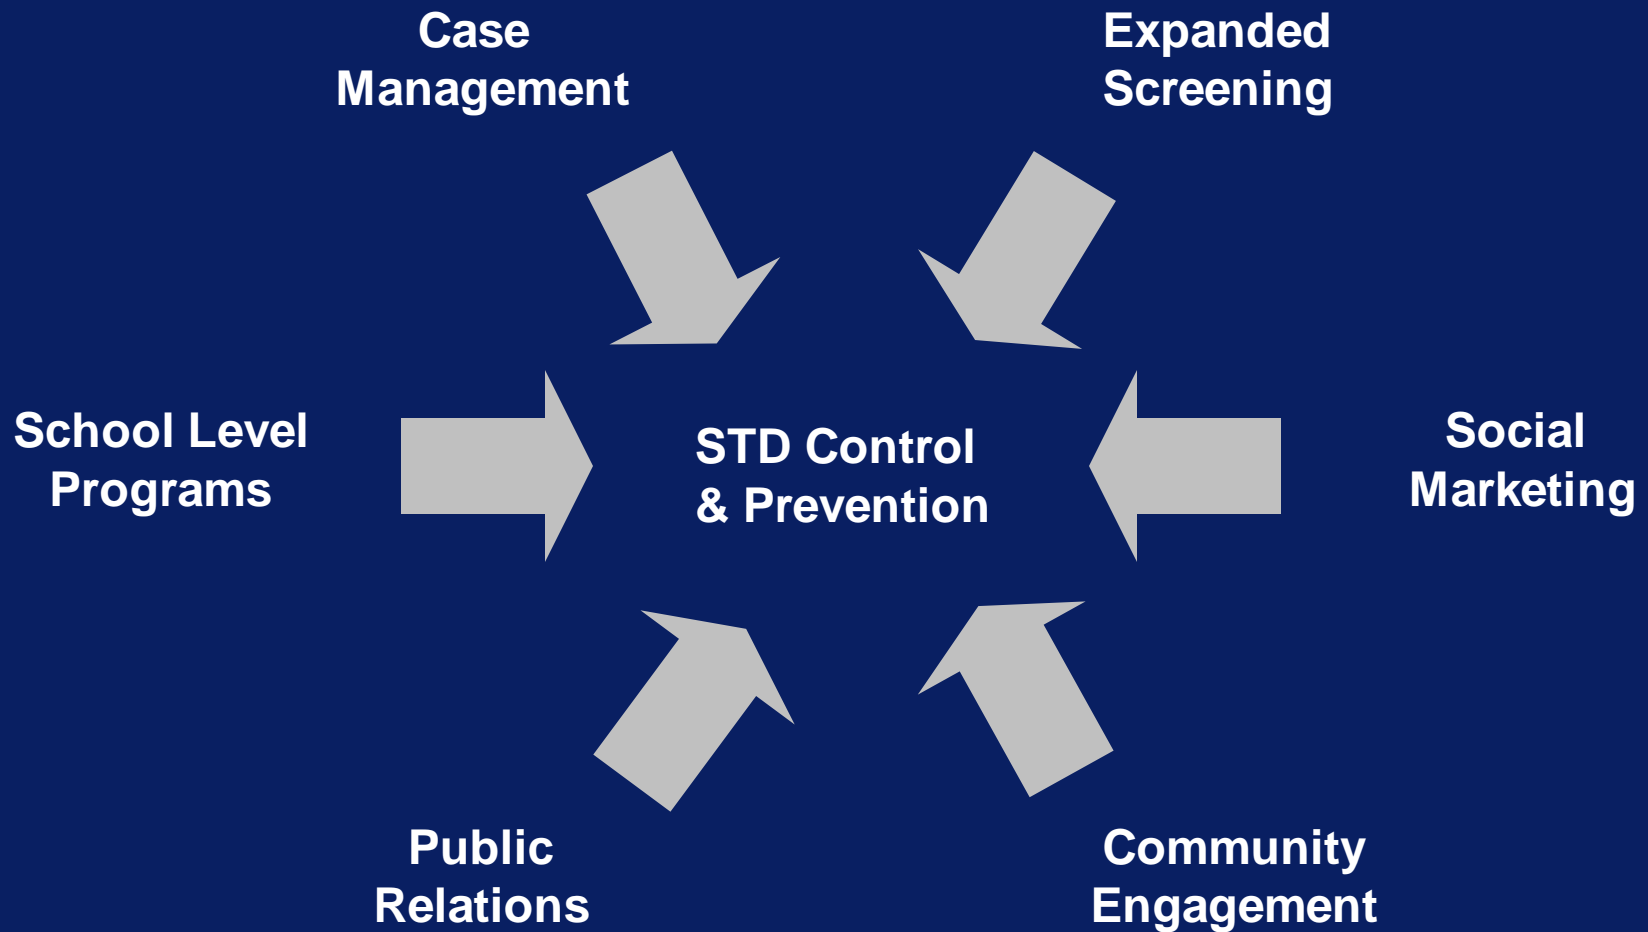 Case
Management
Expanded
Screening
School Level
Programs
STD Control
& Prevention
Social
Marketing
Public
Relations
Community
Engagement